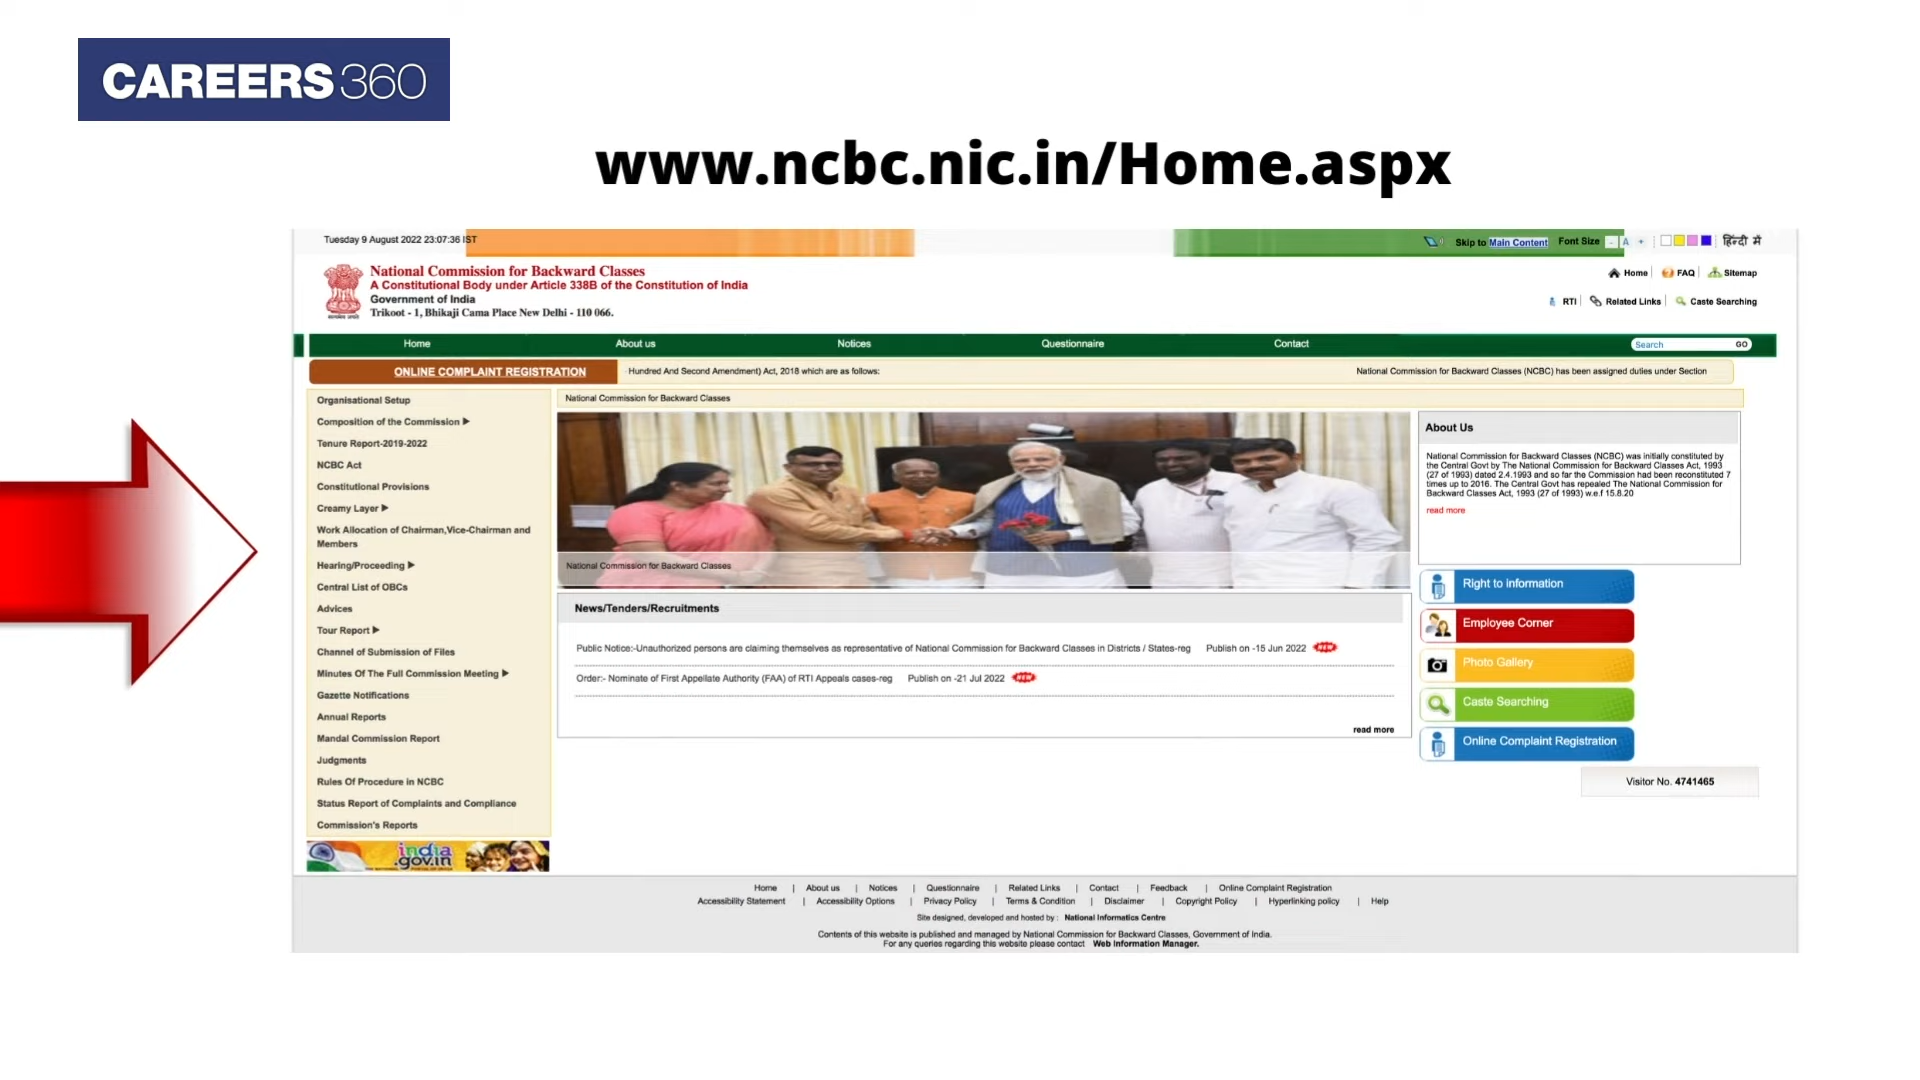 CAREERS360
www.ncbc.nic.in/Home.aspx
Tuesday 9 August 2022 23:07:36 IST
Skip to Main Content Font Size - A + हिन्दी में
National Commission for Backward Classes
A Constitutional Body under Article 338B of the Constitution of India
Government of India
Trikoot - 1, Bhikaji Cama Place New Delhi - 110 066.
Home FAQ Sitemap
RTI Related Links Caste Searching
Home About us Notices Questionnaire Contact Search GO
ONLINE COMPLAINT REGISTRATION Hundred And Second Amendment) Act, 2018 which are as follows: National Commission for Backward Classes (NCBC) has been assigned duties under Section
Organisational Setup
Composition of the Commission
Tenure Report-2019-2022
NCBC Act
Constitutional Provisions
Creamy Layer
Work Allocation of Chairman,Vice-Chairman and
Members
Hearing/Proceeding
Central List of OBCs
Advices
Tour Report
Channel of Submission of Files
Minutes Of The Full Commission Meeting
Gazette Notifications
Annual Reports
Mandal Commission Report
Judgments
Rules Of Procedure in NCBC
Status Report of Complaints and Compliance
Commission's Reports
india
.gov.in
National Commission for Backward Classes
National Commission for Backward Classes
News/Tenders/Recruitments
Public Notice:-Unauthorized persons are claiming themselves as representative of National Commission for Backward Classes in Districts / States-reg Publish on -15 Jun 2022 NEW
Order:- Nominate of First Appellate Authority (FAA) of RTI Appeals cases-reg Publish on -21 Jul 2022 NEW
read more
About Us
National Commission for Backward Classes (NCBC) was initially constituted by
the Central Govt by The National Commission for Backward Classes Act, 1993
(27 of 1993) dated 2.4.1993 and so far the Commission had been reconstituted 7
times up to 2016. The Central Govt has repealed The National Commission for
Backward Classes Act, 1993 (27 of 1993) w.e.f 15.8.20
read more
Right to Information
Employee Corner
Photo Gallery
Caste Searching
Online Complaint Registration
Visitor No. 4741465
Home | About us | Notices | Questionnaire | Related Links | Contact | Feedback | Online Complaint Registration
Accessibility Statement | Accessibility Options | Privacy Policy | Terms & Condition | Disclaimer | Copyright Policy | Hyperlinking policy | Help
Site designed, developed and hosted by : National Informatics Centre
Contents of this website is published and managed by National Commission for Backward Classes, Government of India.
For any queries regarding this website please contact Web Information Manager.